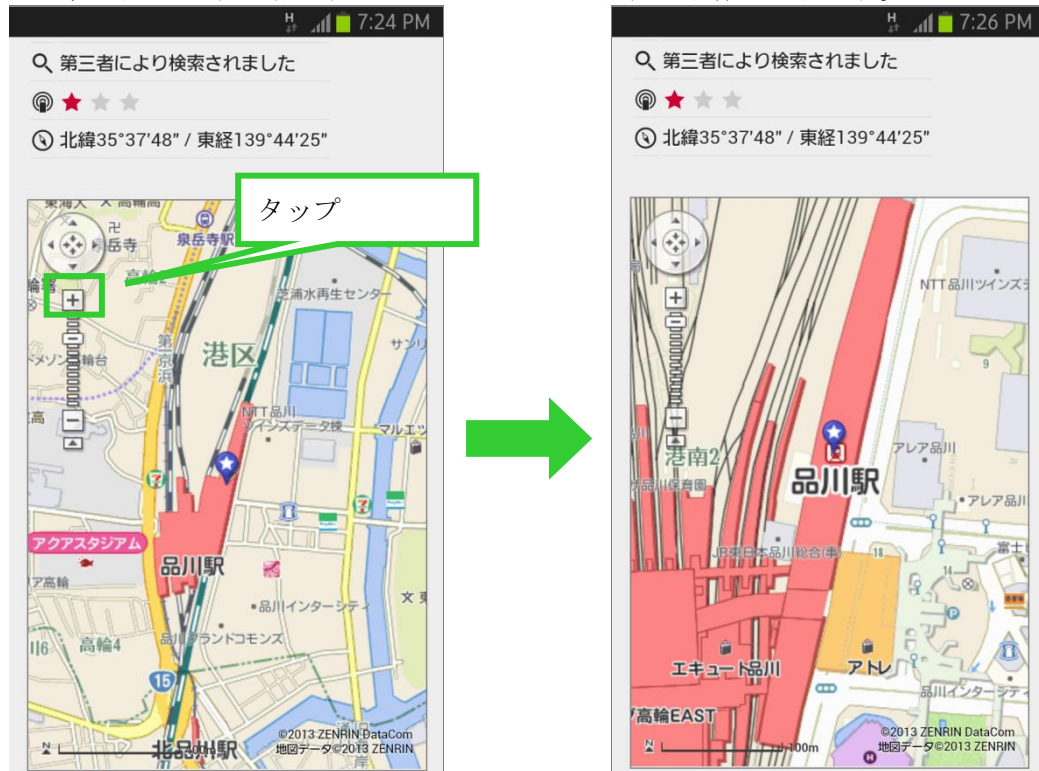 H 7:24 PM
第三者により検索されました
北緯35°37'48" / 東経139°44'25"
タップ
泉岳寺
泉岳寺駅
高輪2
芝浦水再生センター
第一京浜
港区
サンリ
メゾン
輪台
高
NTT品川
ツインズデータ棟
マルエツ
アクアスタジアム
品川駅
ア高輪
品川インターシティ
文
高輪4
品川グランドコモンズ
15
北品川駅
400m
©2013 ZENRIN DataCom
地図データ©2013 ZENRIN
H 7:26 PM
第三者により検索されました
北緯35°37'48" / 東経139°44'25"
NTT品川ツインズデ
9
港南2
品川保育園
アレア品川
品川駅
アレア品川
JR東日本品川総合(事)
18
富士
14
エキュート品川
アトレ
品川インターシティ
高輪EAST
100m
©2013 ZENRIN DataCom
地図データ©2013 ZENRIN